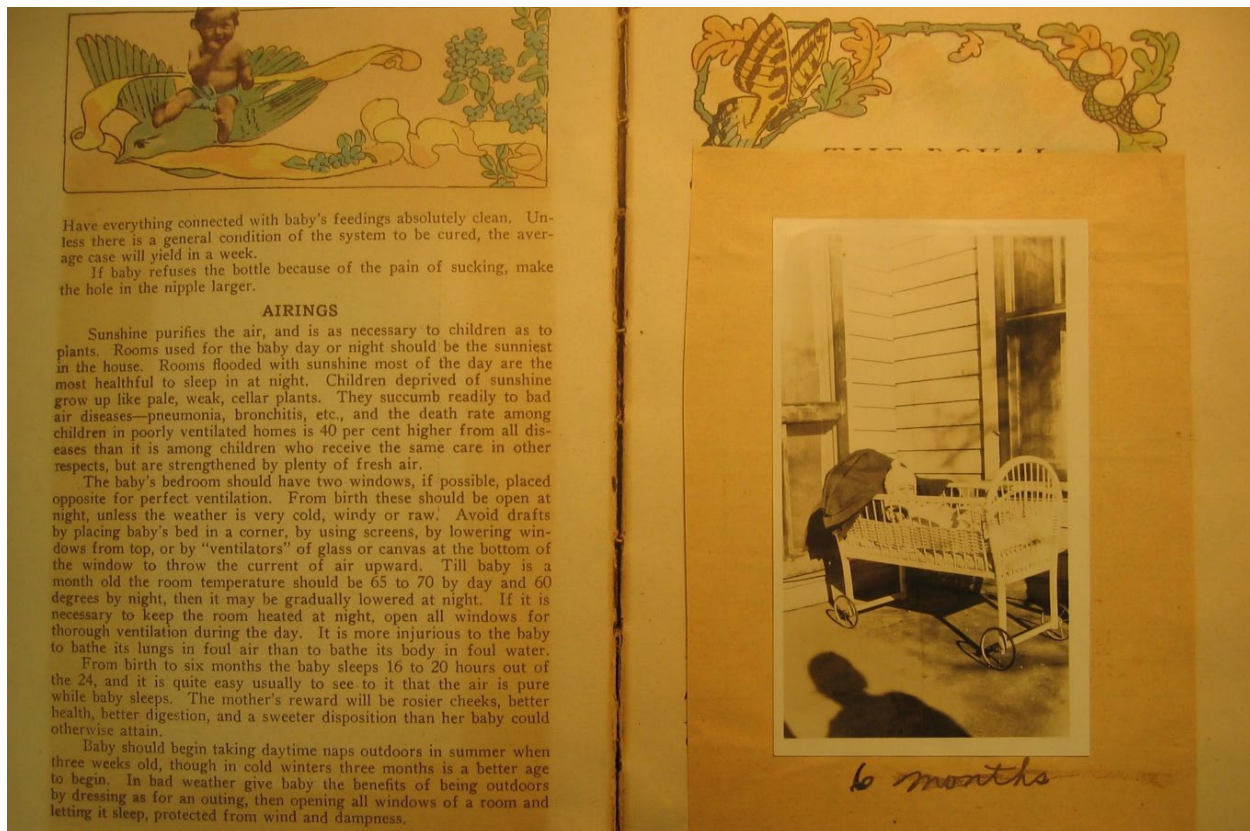 Have everything connected with baby's feedings absolutely clean. Un-
less there is a general condition of the system to be cured, the aver-
age case will yield in a week.
If baby refuses the bottle because of the pain of sucking, make
the hole in the nipple larger.
AIRINGS
Sunshine purifies the air, and is as necessary to children as to
plants. Rooms used for the baby day or night should be the sunniest
in the house. Rooms flooded with sunshine most of the day are the
most healthful to sleep in at night. Children deprived of sunshine
grow up like pale, weak, cellar plants. They succumb readily to bad
air diseases—pneumonia, bronchitis, etc., and the death rate among
children in poorly ventilated homes is 40 per cent higher from all dis-
eases than it is among children who receive the same care in other
respects, but are strengthened by plenty of fresh air.
The baby's bedroom should have two windows, if possible, placed
opposite for perfect ventilation. From birth these should be open at
night, unless the weather is very cold, windy or raw. Avoid drafts
by placing baby's bed in a corner, by using screens, by lowering win-
dows from top, or by "ventilators" of glass or canvas at the bottom of
the window to throw the current of air upward. Till baby is a
month old the room temperature should be 65 to 70 by day and 60
degrees by night, then it may be gradually lowered at night. If it is
necessary to keep the room heated at night, open all windows for
thorough ventilation during the day. It is more injurious to the baby
to bathe its lungs in foul air than to bathe its body in foul water.
From birth to six months the baby sleeps 16 to 20 hours out of
the 24, and it is quite easy usually to see to it that the air is pure
while baby sleeps. The mother's reward will be rosier cheeks, better
health, better digestion, and a sweeter disposition than her baby could
otherwise attain.
Baby should begin taking daytime naps outdoors in summer when
three weeks old, though in cold winters three months is a better age
to begin. In bad weather give baby the benefits of being outdoors
by dressing as for an outing, then opening all windows of a room and
letting it sleep, protected from wind and dampness.
THE ROYAL
6 months